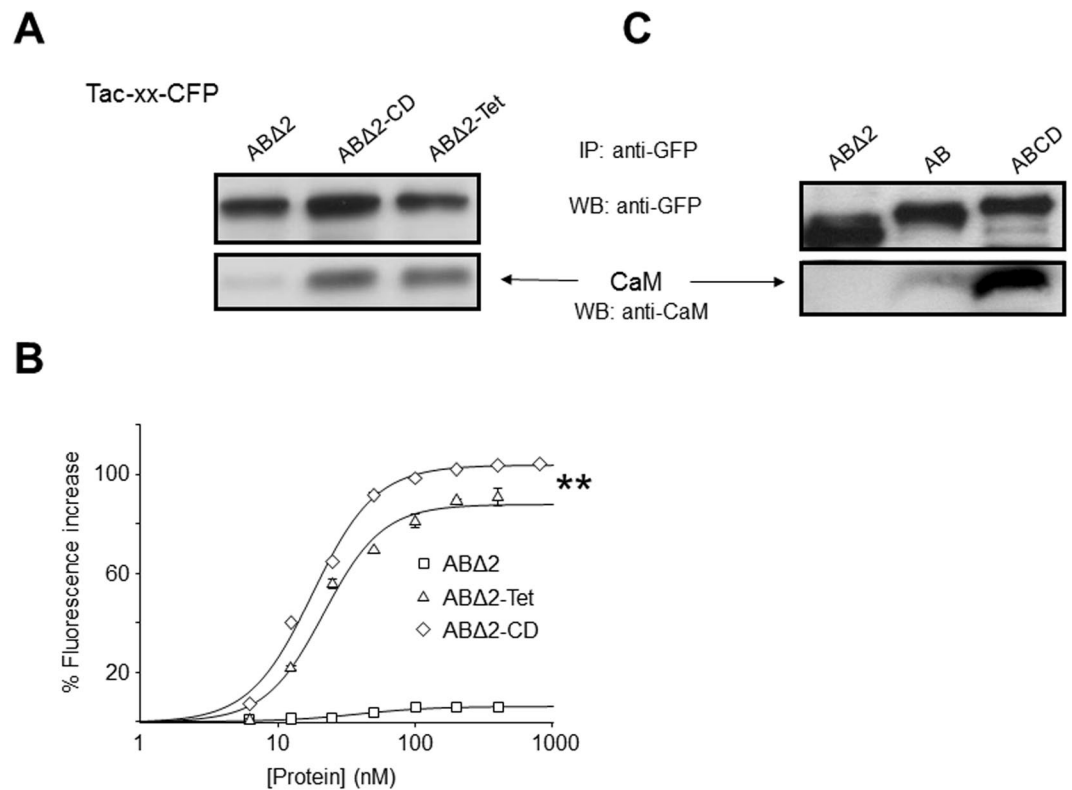 A
C
Tac-xx-CFP
ABΔ2
ABΔ2-CD
ABΔ2-Tet
IP: anti-GFP
WB: anti-GFP
ABΔ2
AB
ABCD
CaM
WB: anti-CaM
B
% Fluorescence increase
100
60
20
**
ABΔ2
ABΔ2-Tet
ABΔ2-CD
1
10
100
1000
[Protein] (nM)